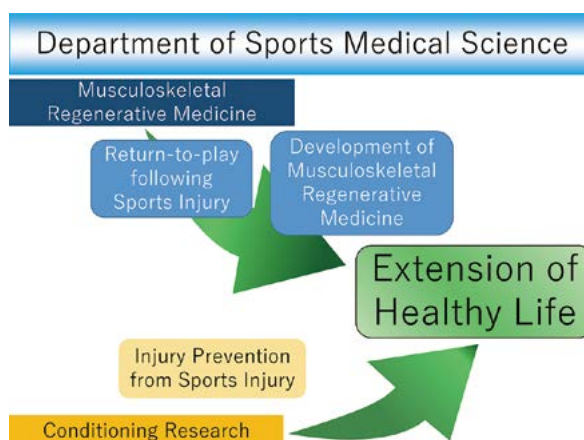 Department of Sports Medical Science
Musculoskeletal
Regenerative Medicine
Return-to-play
following
Sports Injury
Development of
Musculoskeletal
Regenerative
Medicine
Extension of
Healthy Life
Injury Prevention
from Sports Injury
Conditioning Research